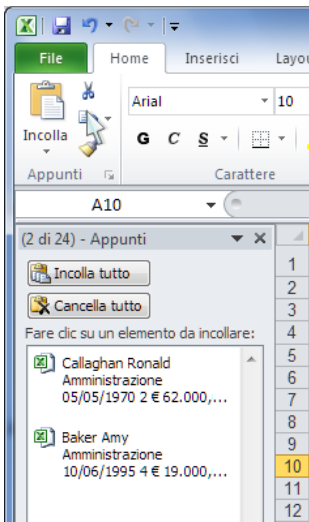 File Home Inserisci Layou
Arial 10
Incolla
G C S
Appunti Carattere
A10
(2 di 24) - Appunti
Incolla tutto
Cancella tutto
Fare clic su un elemento da incollare:
Callaghan Ronald
Amministrazione
05/05/1970 2 € 62.000,...
Baker Amy
Amministrazione
10/06/1995 4 € 19.000,...
1
2
3
4
5
6
7
8
9
10
11
12